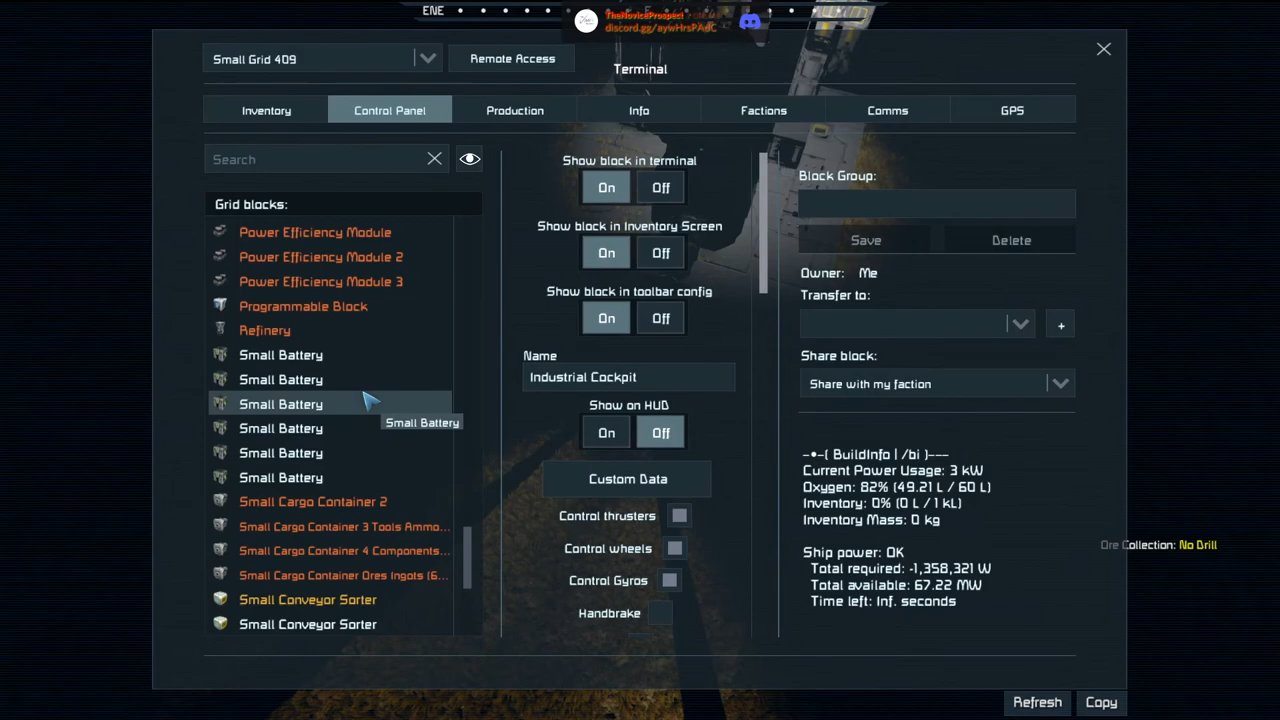 ENE
E
TheNoviceProspect
discord.gg/aywHrsPAdC
Small Grid 409
Remote Access
Terminal
Inventory
Control Panel
Production
Info
Factions
Comms
GPS
Search
Grid blocks:
Power Efficiency Module
Power Efficiency Module 2
Power Efficiency Module 3
Programmable Block
Refinery
Small Battery
Small Battery
Small Battery
Small Battery
Small Battery
Small Battery
Small Battery
Small Cargo Container 2
Small Cargo Container 3 Tools Ammo...
Small Cargo Container 4 Components...
Small Cargo Container Ores Ingots (6...
Small Conveyor Sorter
Small Conveyor Sorter
Show block in terminal
On Off
Show block in Inventory Screen
On Off
Show block in toolbar config
On Off
Name
Industrial Cockpit
Show on HUD
On Off
Custom Data
Control thrusters
Control wheels
Control Gyros
Handbrake
Block Group:
Save Delete
Owner: Me
Transfer to:
+
Share block:
Share with my faction
-•-( BuildInfo | /bi )---
Current Power Usage: 3 kW
Oxygen: 82% (49.21 L / 60 L)
Inventory: 0% (0 L / 1 kL)
Inventory Mass: 0 kg
Ship power: OK
Total required: -1,358,321 W
Total available: 67.22 MW
Time left: Inf. seconds
Ore Collection: No Drill
Refresh
Copy